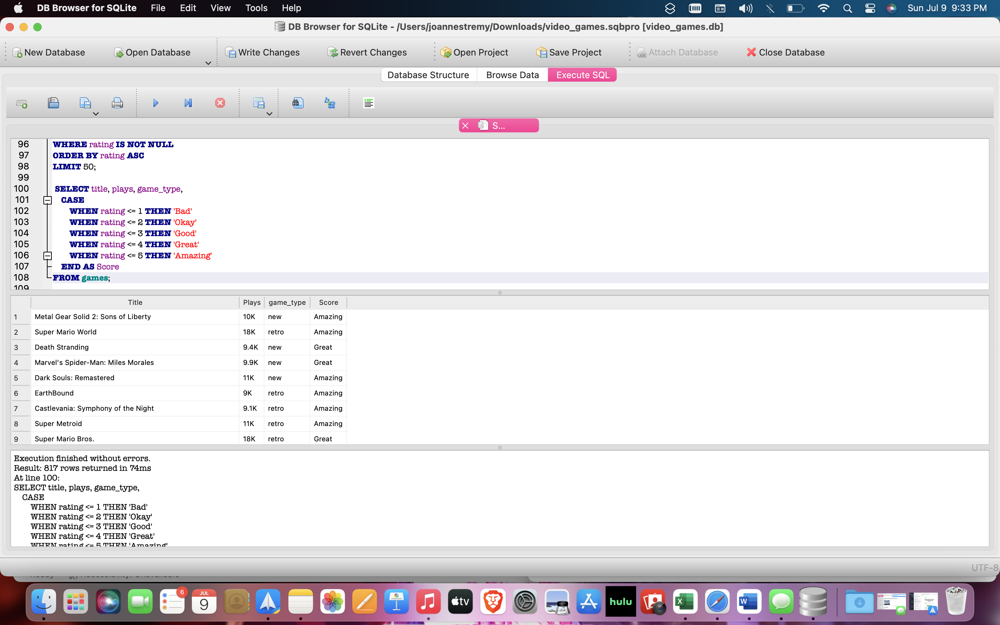 DB Browser for SQLite File Edit View Tools Help Sun Jul 9 9:33 PM
DB Browser for SQLite - /Users/joannestremy/Downloads/video_games.sqbpro [video_games.db]
New Database Open Database Write Changes Revert Changes Open Project Save Project Attach Database Close Database
Database Structure Browse Data Execute SQL
S...
96 WHERE rating IS NOT NULL
97 ORDER BY rating ASC
98 LIMIT 50;
99
100 SELECT title, plays, game_type,
101 CASE
102 WHEN rating <= 1 THEN 'Bad'
103 WHEN rating <= 2 THEN 'Okay'
104 WHEN rating <= 3 THEN 'Good'
105 WHEN rating <= 4 THEN 'Great'
106 WHEN rating <= 5 THEN 'Amazing'
107 END AS Score
108 FROM games;
109
Title Plays game_type Score
1 Metal Gear Solid 2: Sons of Liberty 10K new Amazing
2 Super Mario World 18K retro Amazing
3 Death Stranding 9.4K new Great
4 Marvel's Spider-Man: Miles Morales 9.9K new Great
5 Dark Souls: Remastered 11K new Amazing
6 EarthBound 9K retro Amazing
7 Castlevania: Symphony of the Night 9.1K retro Amazing
8 Super Metroid 11K retro Amazing
9 Super Mario Bros. 18K retro Great
Execution finished without errors.
Result: 817 rows returned in 74ms
At line 100:
SELECT title, plays, game_type,
CASE
WHEN rating <= 1 THEN 'Bad'
WHEN rating <= 2 THEN 'Okay'
WHEN rating <= 3 THEN 'Good'
WHEN rating <= 4 THEN 'Great'
WHEN rating <= 5 THEN 'Amazing'
UTF-8
6 JUL
9 tv hulu X W